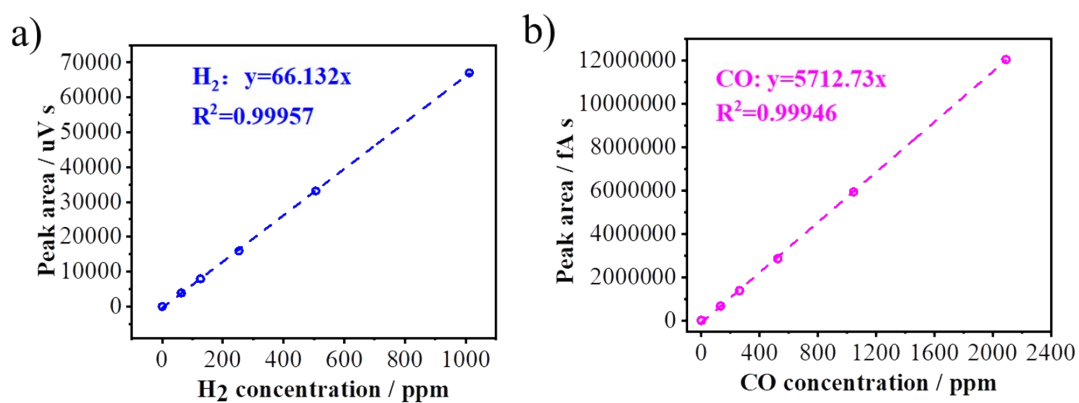 a)
70000
60000
50000
40000
30000
20000
10000
0
Peak area / uV s
H₂: y=66.132x
R²=0.99957
0 200 400 600 800 1000
H2 concentration / ppm
b)
12000000
10000000
8000000
6000000
4000000
2000000
0
Peak area / fA s
CO: y=5712.73x
R²=0.99946
0 400 800 1200 1600 2000 2400
CO concentration / ppm